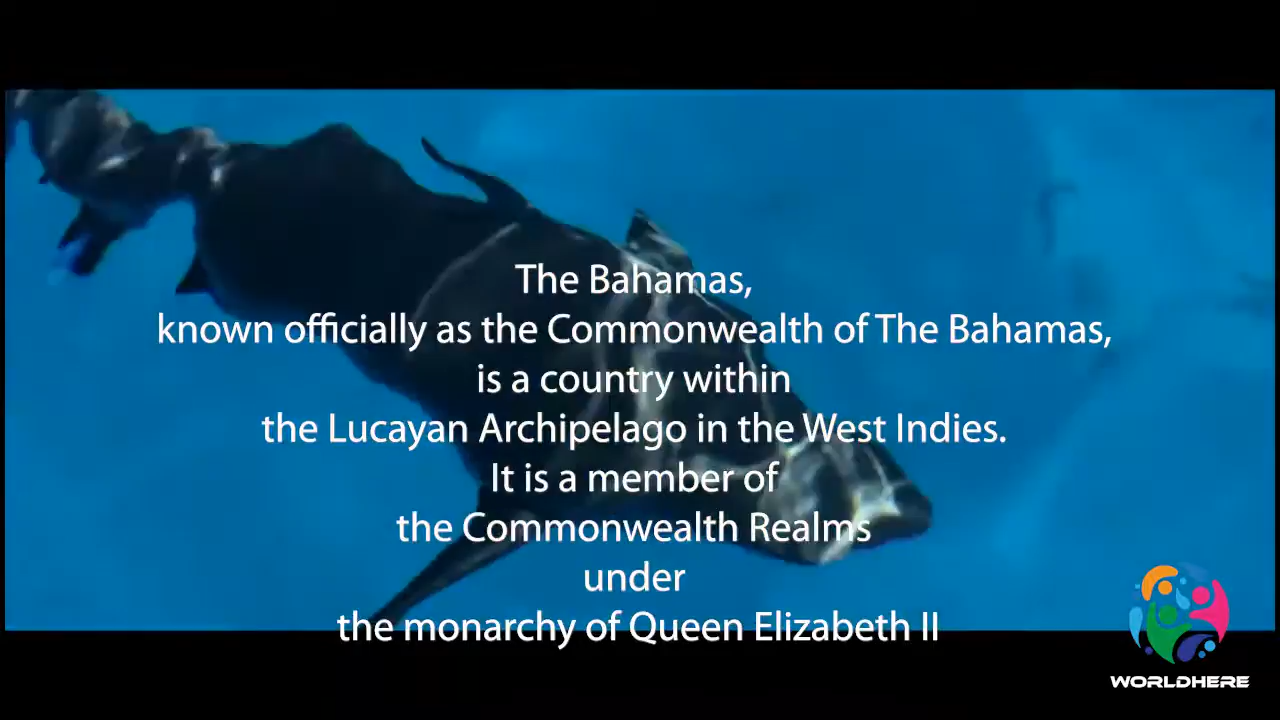 The Bahamas,
known officially as the Commonwealth of The Bahamas,
is a country within
the Lucayan Archipelago in the West Indies.
It is a member of
the Commonwealth Realms
under
the monarchy of Queen Elizabeth II
WORLDHERE